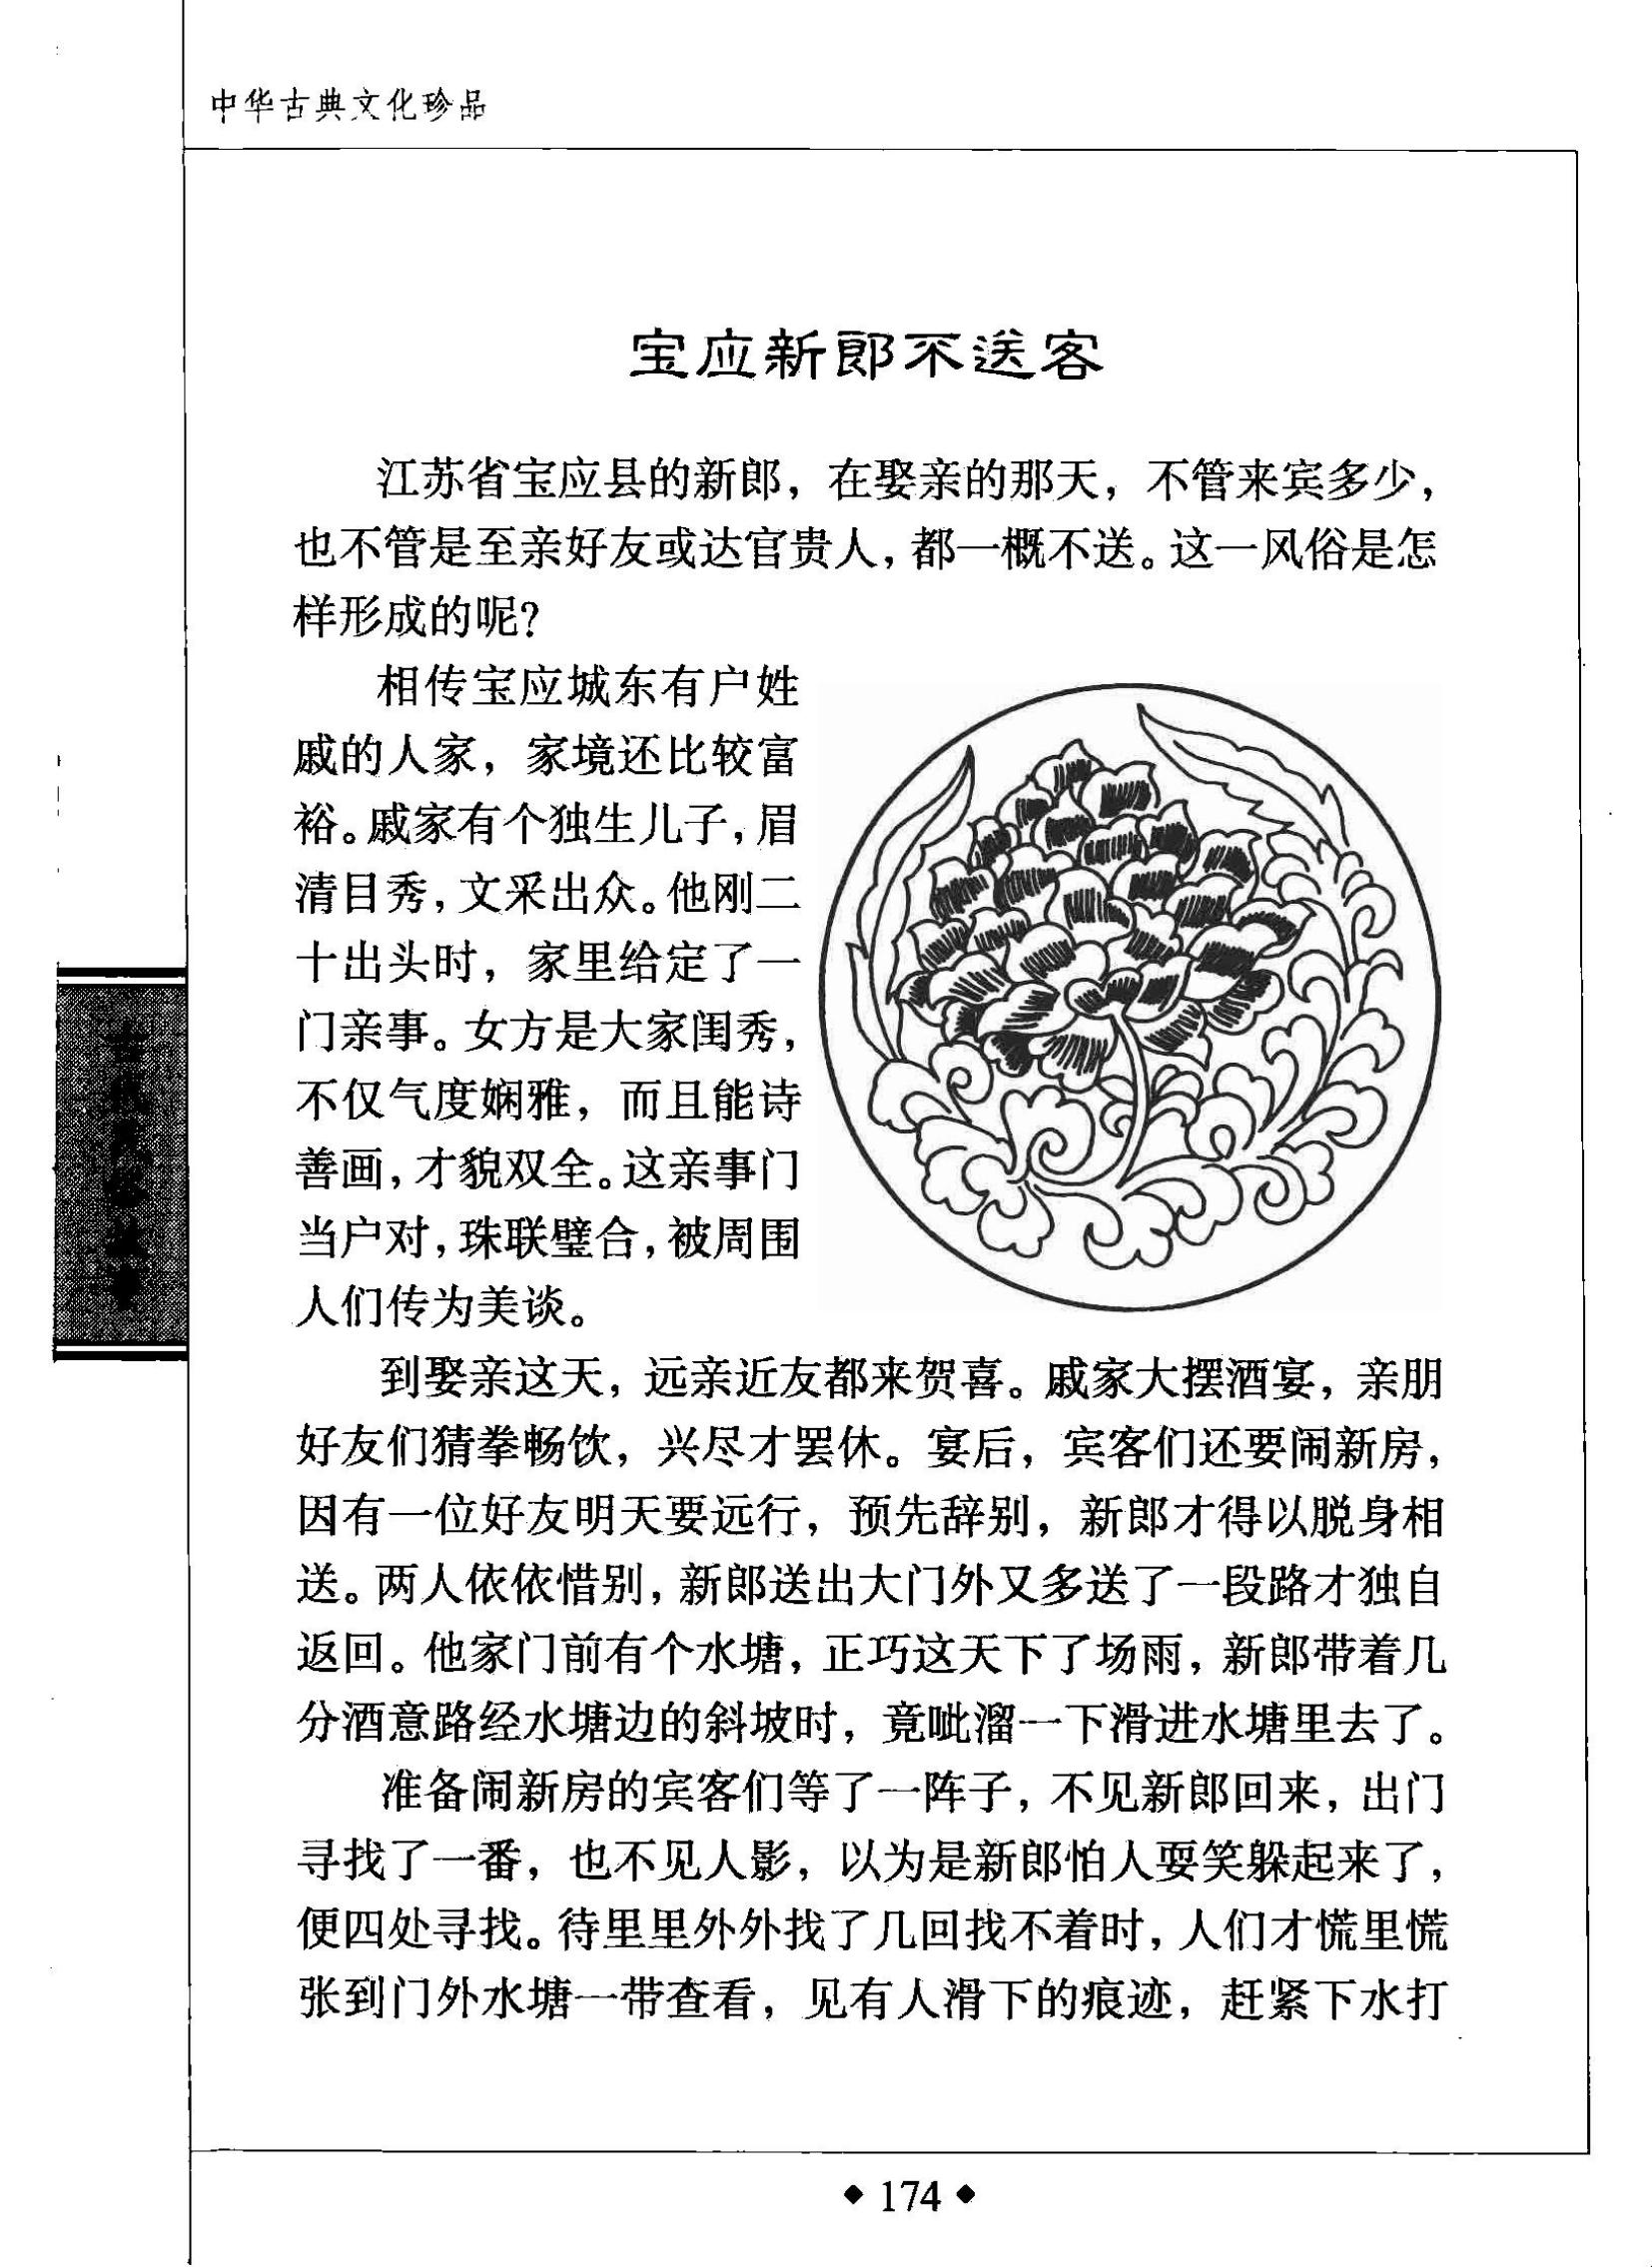 中华古典文化珍品
宝应新郎不送客
江苏省宝应县的新郎，在娶亲的那天，不管来宾多少，
也不管是至亲好友或达官贵人，都一概不送。这一风俗是怎
样形成的呢？
相传宝应城东有户姓
戚的人家，家境还比较富
裕。戚家有个独生儿子，眉
清目秀，文采出众。他刚二
十出头时，家里给定了一
门亲事。女方是大家闺秀，
不仅气度娴雅，而且能诗
善画，才貌双全。这亲事门
当户对，珠联璧合，被周围
人们传为美谈。
到娶亲这天，远亲近友都来贺喜。戚家大摆酒宴，亲朋
好友们猜拳畅饮，兴尽才罢休。宴后，宾客们还要闹新房，
因有一位好友明天要远行，预先辞别，新郎才得以脱身相
送。两人依依惜别，新郎送出大门外又多送了一段路才独自
返回。他家门前有个水塘，正巧这天下了场雨，新郎带着几
分酒意路经水塘边的斜坡时，竟呲溜一下滑进水塘里去了。
准备闹新房的宾客们等了一阵子，不见新郎回来，出门
寻找了一番，也不见人影，以为是新郎怕人耍笑躲起来了，
便四处寻找。待里里外外找了几回找不着时，人们才慌里慌
张到门外水塘一带查看，见有人滑下的痕迹，赶紧下水打
古代民俗故事
◆ 174 ◆